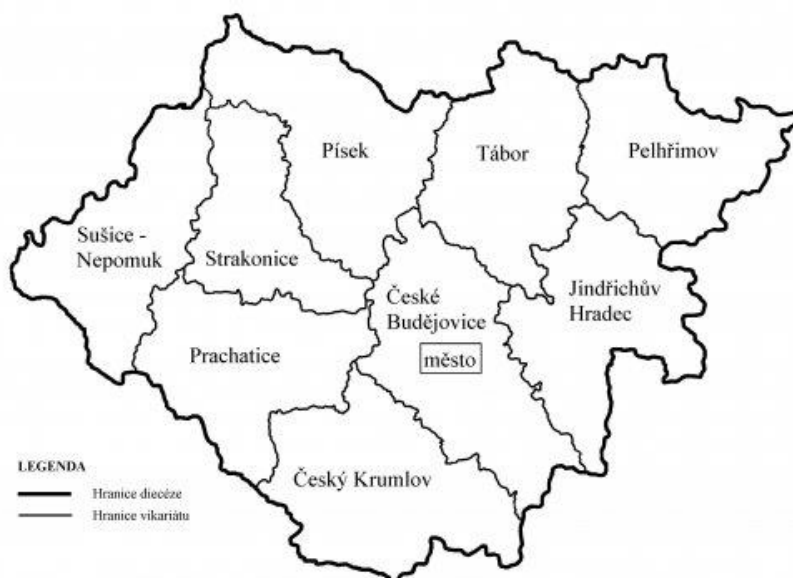 Písek
Tábor
Pelhřimov
Sušice -
Nepomuk
Strakonice
České
Budějovice
město
Jindřichův
Hradec
Prachatice
Český Krumlov
LEGENDA
Hranice diecéze
Hranice vikariátu